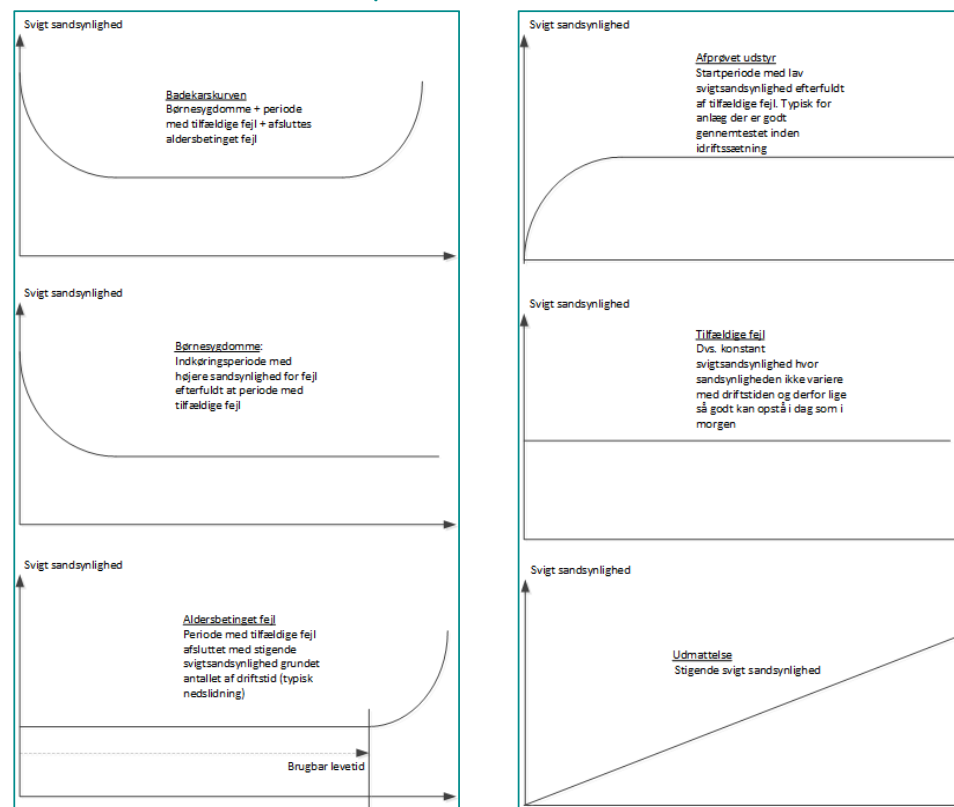 Svigt sandsynlighed
Badekarskurven
Børnesygdomme + periode
med tilfældige fejl + afsluttes
aldersbetinget fejl
Svigt sandsynlighed
Børnesygdomme:
Indkøringsperiode med
højere sandsynlighed for fejl
efterfuldt at periode med
tilfældige fejl
Svigt sandsynlighed
Aldersbetinget fejl
Periode med tilfældige fejl
afsluttet med stigende
svigtsandsynlighed grundet
antallet af driftstid (typisk
nedslidning)
Brugbar levetid
Svigt sandsynlighed
Afprøvet udstyr
Startperiode med lav
svigtsandsynlighed efterfuldt
af tilfældige fejl. Typisk for
anlæg der er godt
gennemtestet inden
idriftssætning
Svigt sandsynlighed
Tilfældige fejl
Dvs. konstant
svigtsandsynlighed hvor
sandsynligheden ikke variere
med driftstiden og derfor lige
så godt kan opstå i dag som i
morgen
Svigt sandsynlighed
Udmattelse
Stigende svigt sandsynlighed